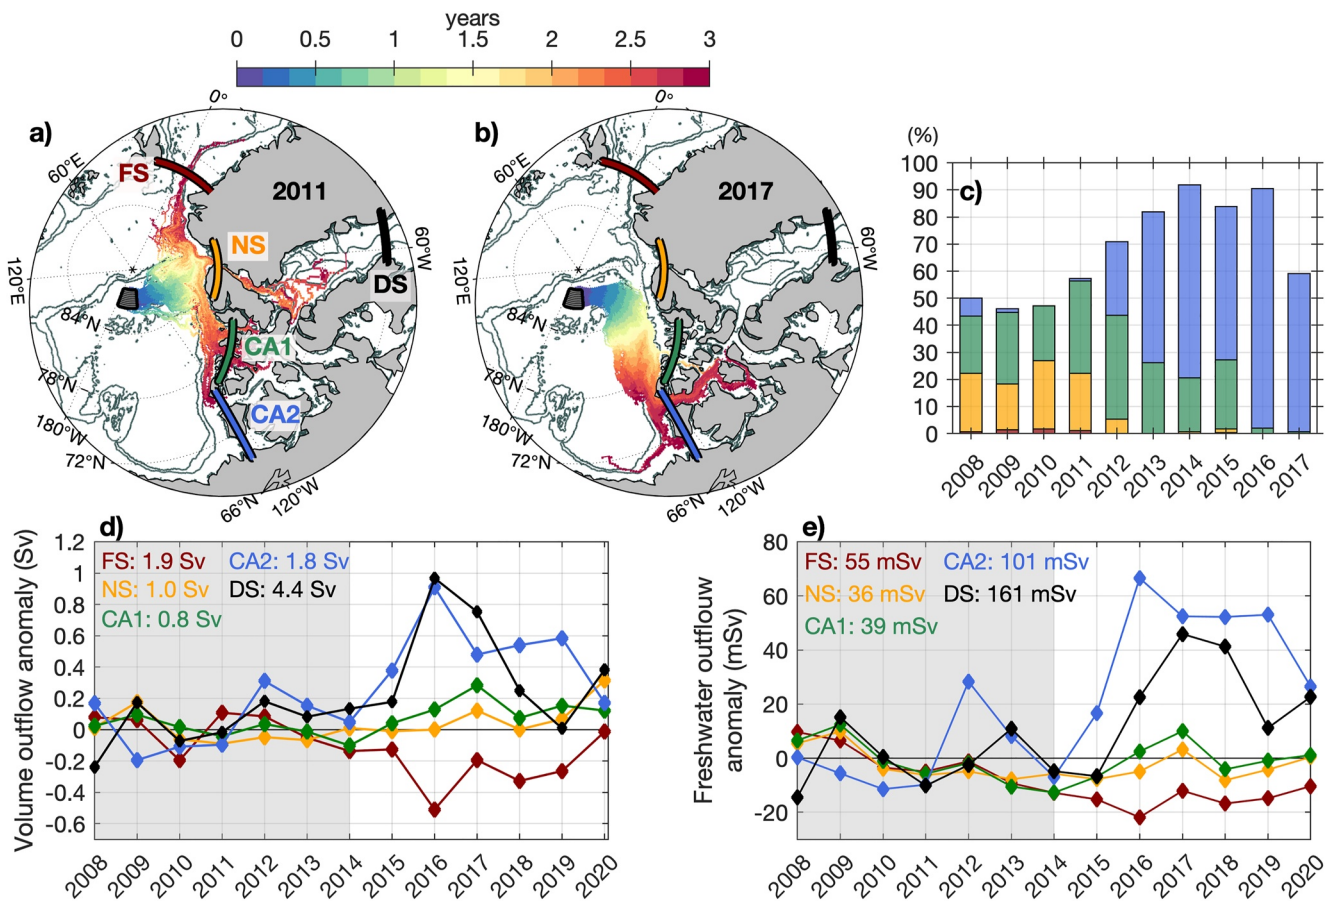 years
0 0.5 1 1.5 2 2.5 3
a)
0°
60°E
120°E
180°W
120°W
60°W
84°N
78°N
72°N
66°N
FS
2011
NS
DS
CA1
CA2
b)
0°
60°E
120°E
180°W
120°W
60°W
84°N
78°N
72°N
66°N
2017
(%)
c)
100
90
80
70
60
50
40
30
20
10
0
2008 2009 2010 2011 2012 2013 2014 2015 2016 2017
d)
Volume outflow anomaly (Sv)
1.2
1
0.8
0.6
0.4
0.2
0
-0.2
-0.4
-0.6
FS: 1.9 Sv CA2: 1.8 Sv
NS: 1.0 Sv DS: 4.4 Sv
CA1: 0.8 Sv
2008 2009 2010 2011 2012 2013 2014 2015 2016 2017 2018 2019 2020
e)
Freshwater outflouw
anomaly (mSv)
80
60
40
20
0
-20
FS: 55 mSv CA2: 101 mSv
NS: 36 mSv DS: 161 mSv
CA1: 39 mSv
2008 2009 2010 2011 2012 2013 2014 2015 2016 2017 2018 2019 2020